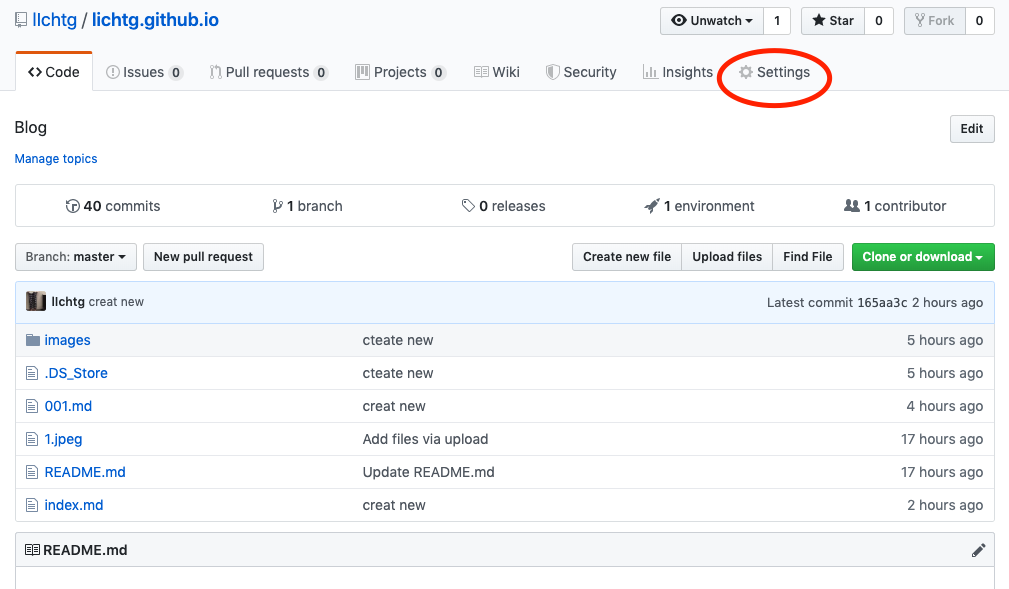 llchtg / lichtg.github.io
Unwatch 1 Star 0 Fork 0
Code Issues 0 Pull requests 0 Projects 0 Wiki Security Insights Settings
Blog
Edit
Manage topics
40 commits 1 branch 0 releases 1 environment 1 contributor
Branch: master New pull request Create new file Upload files Find File Clone or download
llchtg creat new Latest commit 165aa3c 2 hours ago
images cteate new 5 hours ago
.DS_Store cteate new 5 hours ago
001.md creat new 4 hours ago
1.jpeg Add files via upload 17 hours ago
README.md Update README.md 17 hours ago
index.md creat new 2 hours ago
README.md